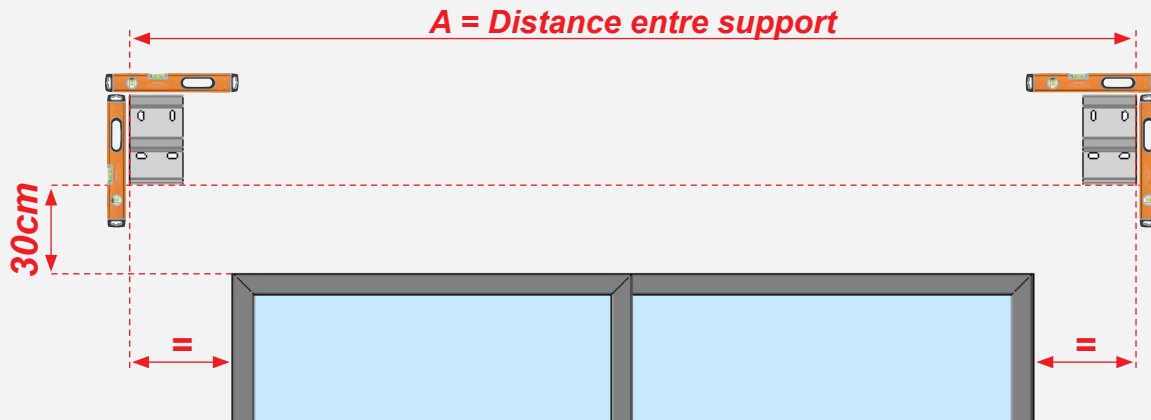 A = Distance entre support
30cm
=
=